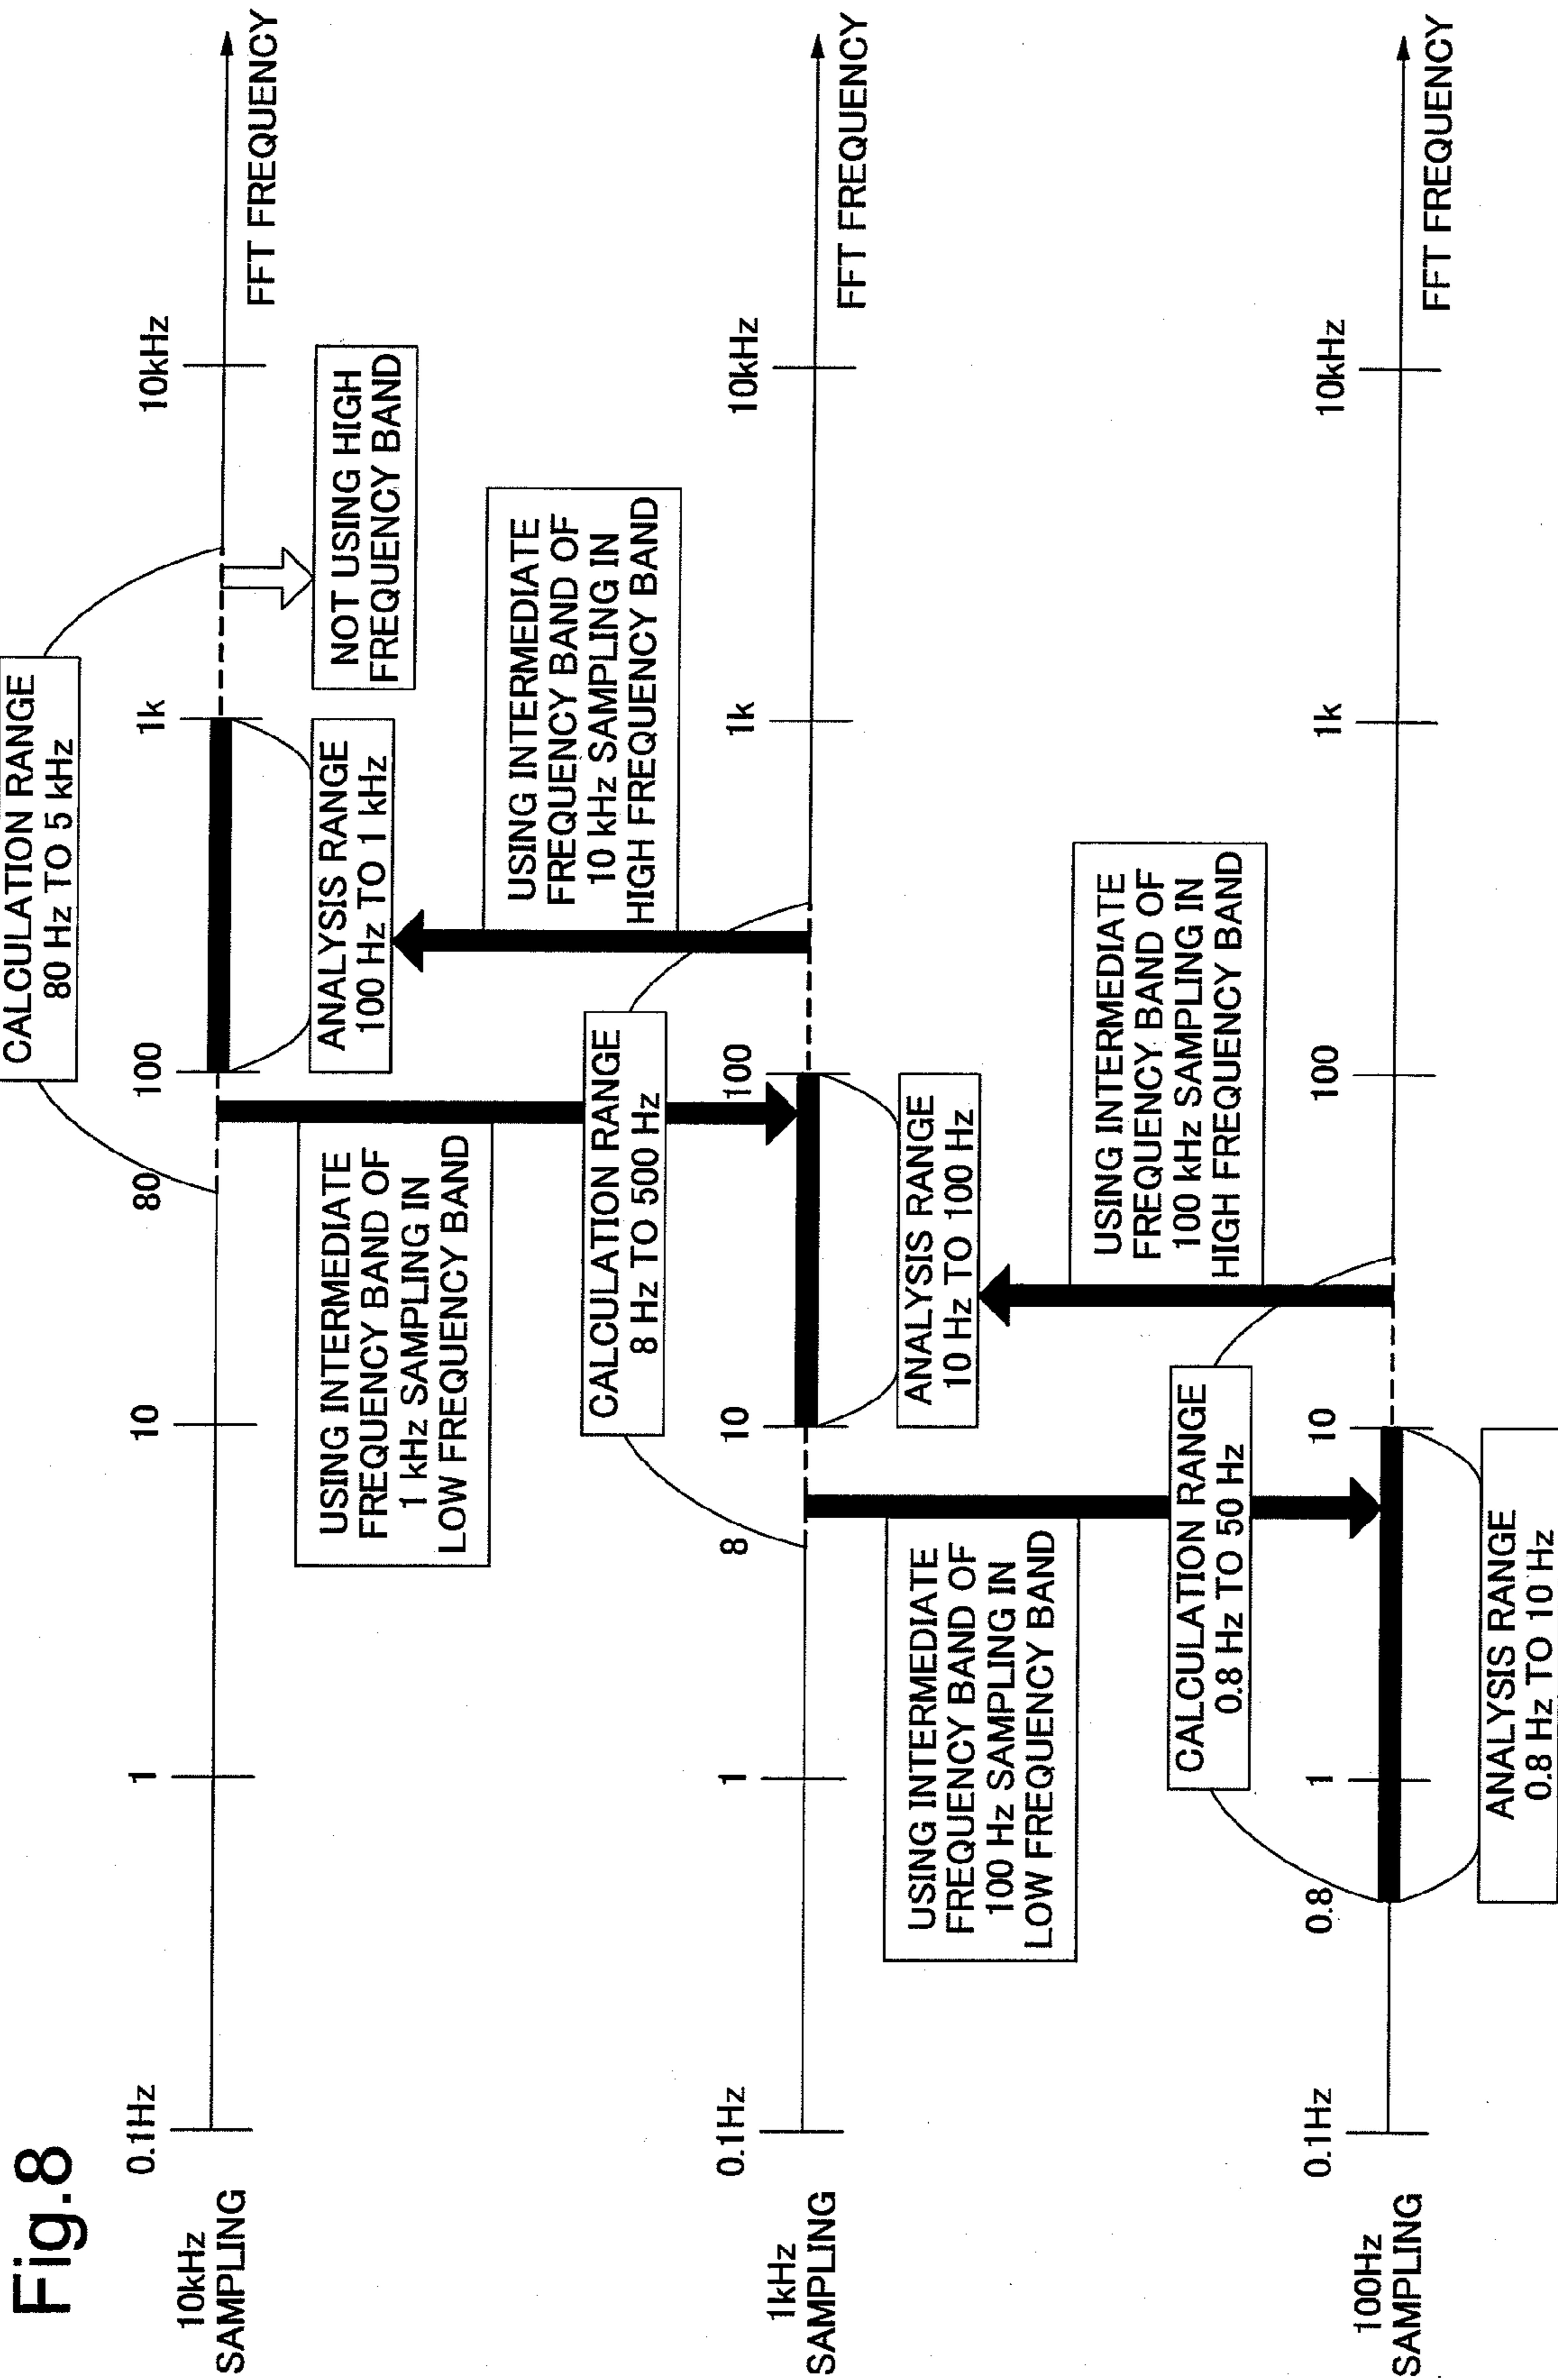 Fig.8
10kHz
SAMPLING
0.1Hz
1
10
80
100
1k
10kHz
FFT FREQUENCY
CALCULATION RANGE
80 Hz TO 5 kHz
ANALYSIS RANGE
100 Hz TO 1 kHz
NOT USING HIGH
FREQUENCY BAND
USING INTERMEDIATE
FREQUENCY BAND OF
1 kHz SAMPLING IN
LOW FREQUENCY BAND
USING INTERMEDIATE
FREQUENCY BAND OF
10 kHz SAMPLING IN
HIGH FREQUENCY BAND
1kHz
SAMPLING
0.1Hz
1
8
10
100
1k
10kHz
FFT FREQUENCY
CALCULATION RANGE
8 Hz TO 500 Hz
ANALYSIS RANGE
10 Hz TO 100 Hz
USING INTERMEDIATE
FREQUENCY BAND OF
100 Hz SAMPLING IN
LOW FREQUENCY BAND
USING INTERMEDIATE
FREQUENCY BAND OF
100 kHz SAMPLING IN
HIGH FREQUENCY BAND
100Hz
SAMPLING
0.1Hz
0.8
1
10
100
1k
10kHz
FFT FREQUENCY
CALCULATION RANGE
0.8 Hz TO 50 Hz
ANALYSIS RANGE
0.8 Hz TO 10 Hz